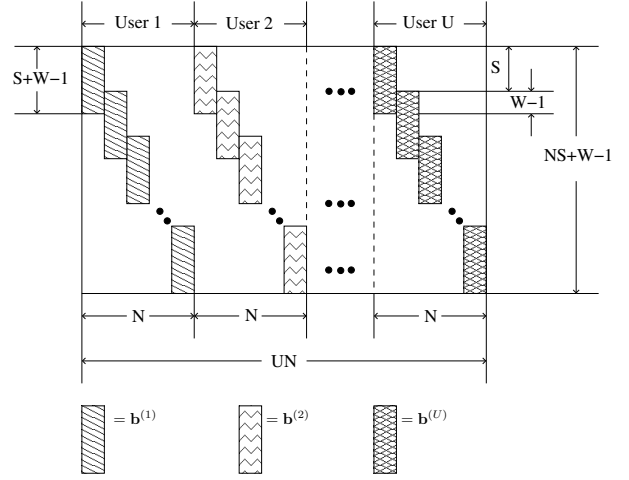 User 1 User 2 User U
S+W−1 S
W−1
NS+W−1
N N N
UN
= b^(1) = b^(2) = b^(U)